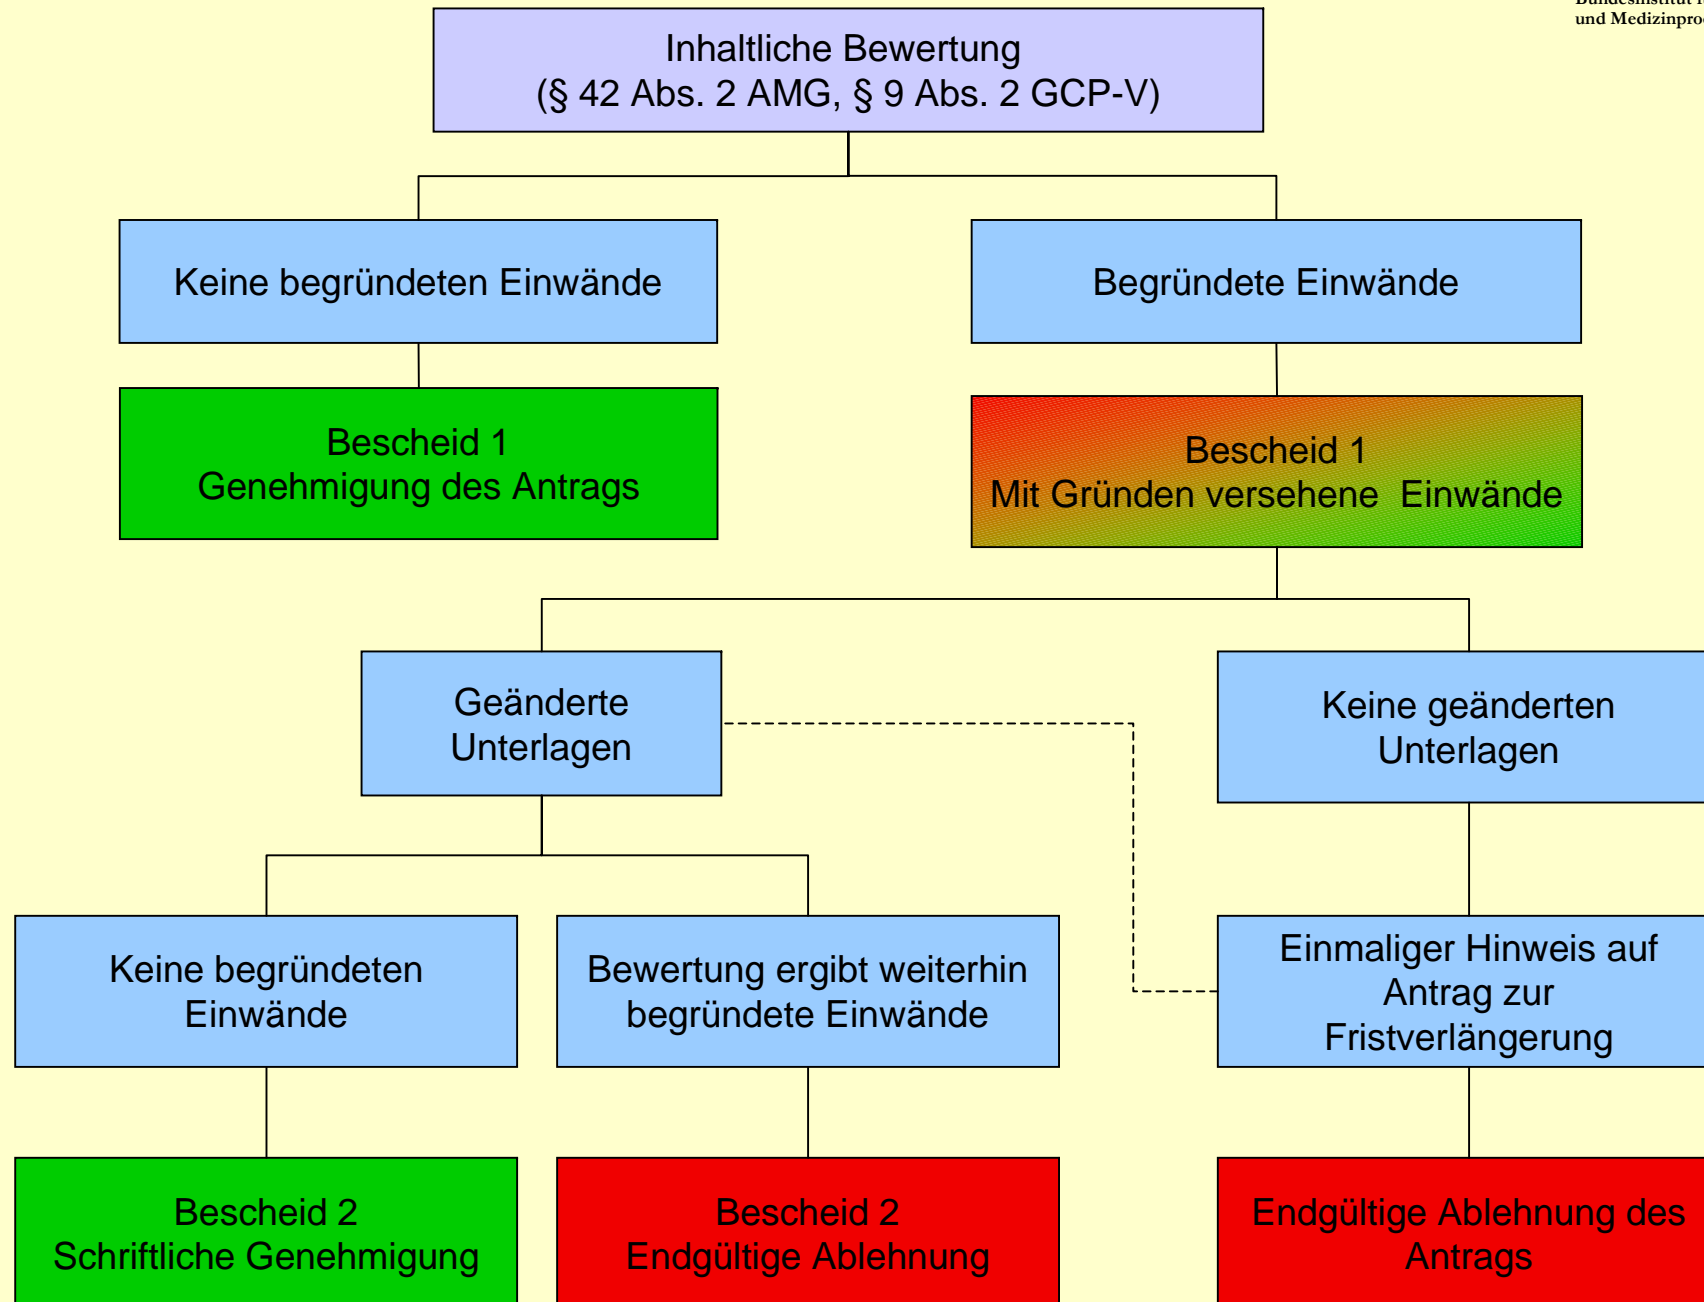 Bundesinstitut
und
Inhaltliche Bewertung
(§ 42 Abs. 2 AMG, § 9 Abs. 2 GCP-V)
Keine begründeten Einwände
Begründete Einwände
Bescheid 1
Genehmigung des Antrags
Bescheid 1
Mit Gründen versehene Einwände
Geänderte
Unterlagen
Keine geänderten
Unterlagen
Keine begründeten
Einwände
Bewertung ergibt weiterhin
begründete Einwände
Einmaliger Hinweis auf
Antrag zur
Fristverlängerung
Bescheid 2
Schriftliche Genehmigung
Bescheid 2
Endgültige Ablehnung
Endgültige Ablehnung des
Antrags